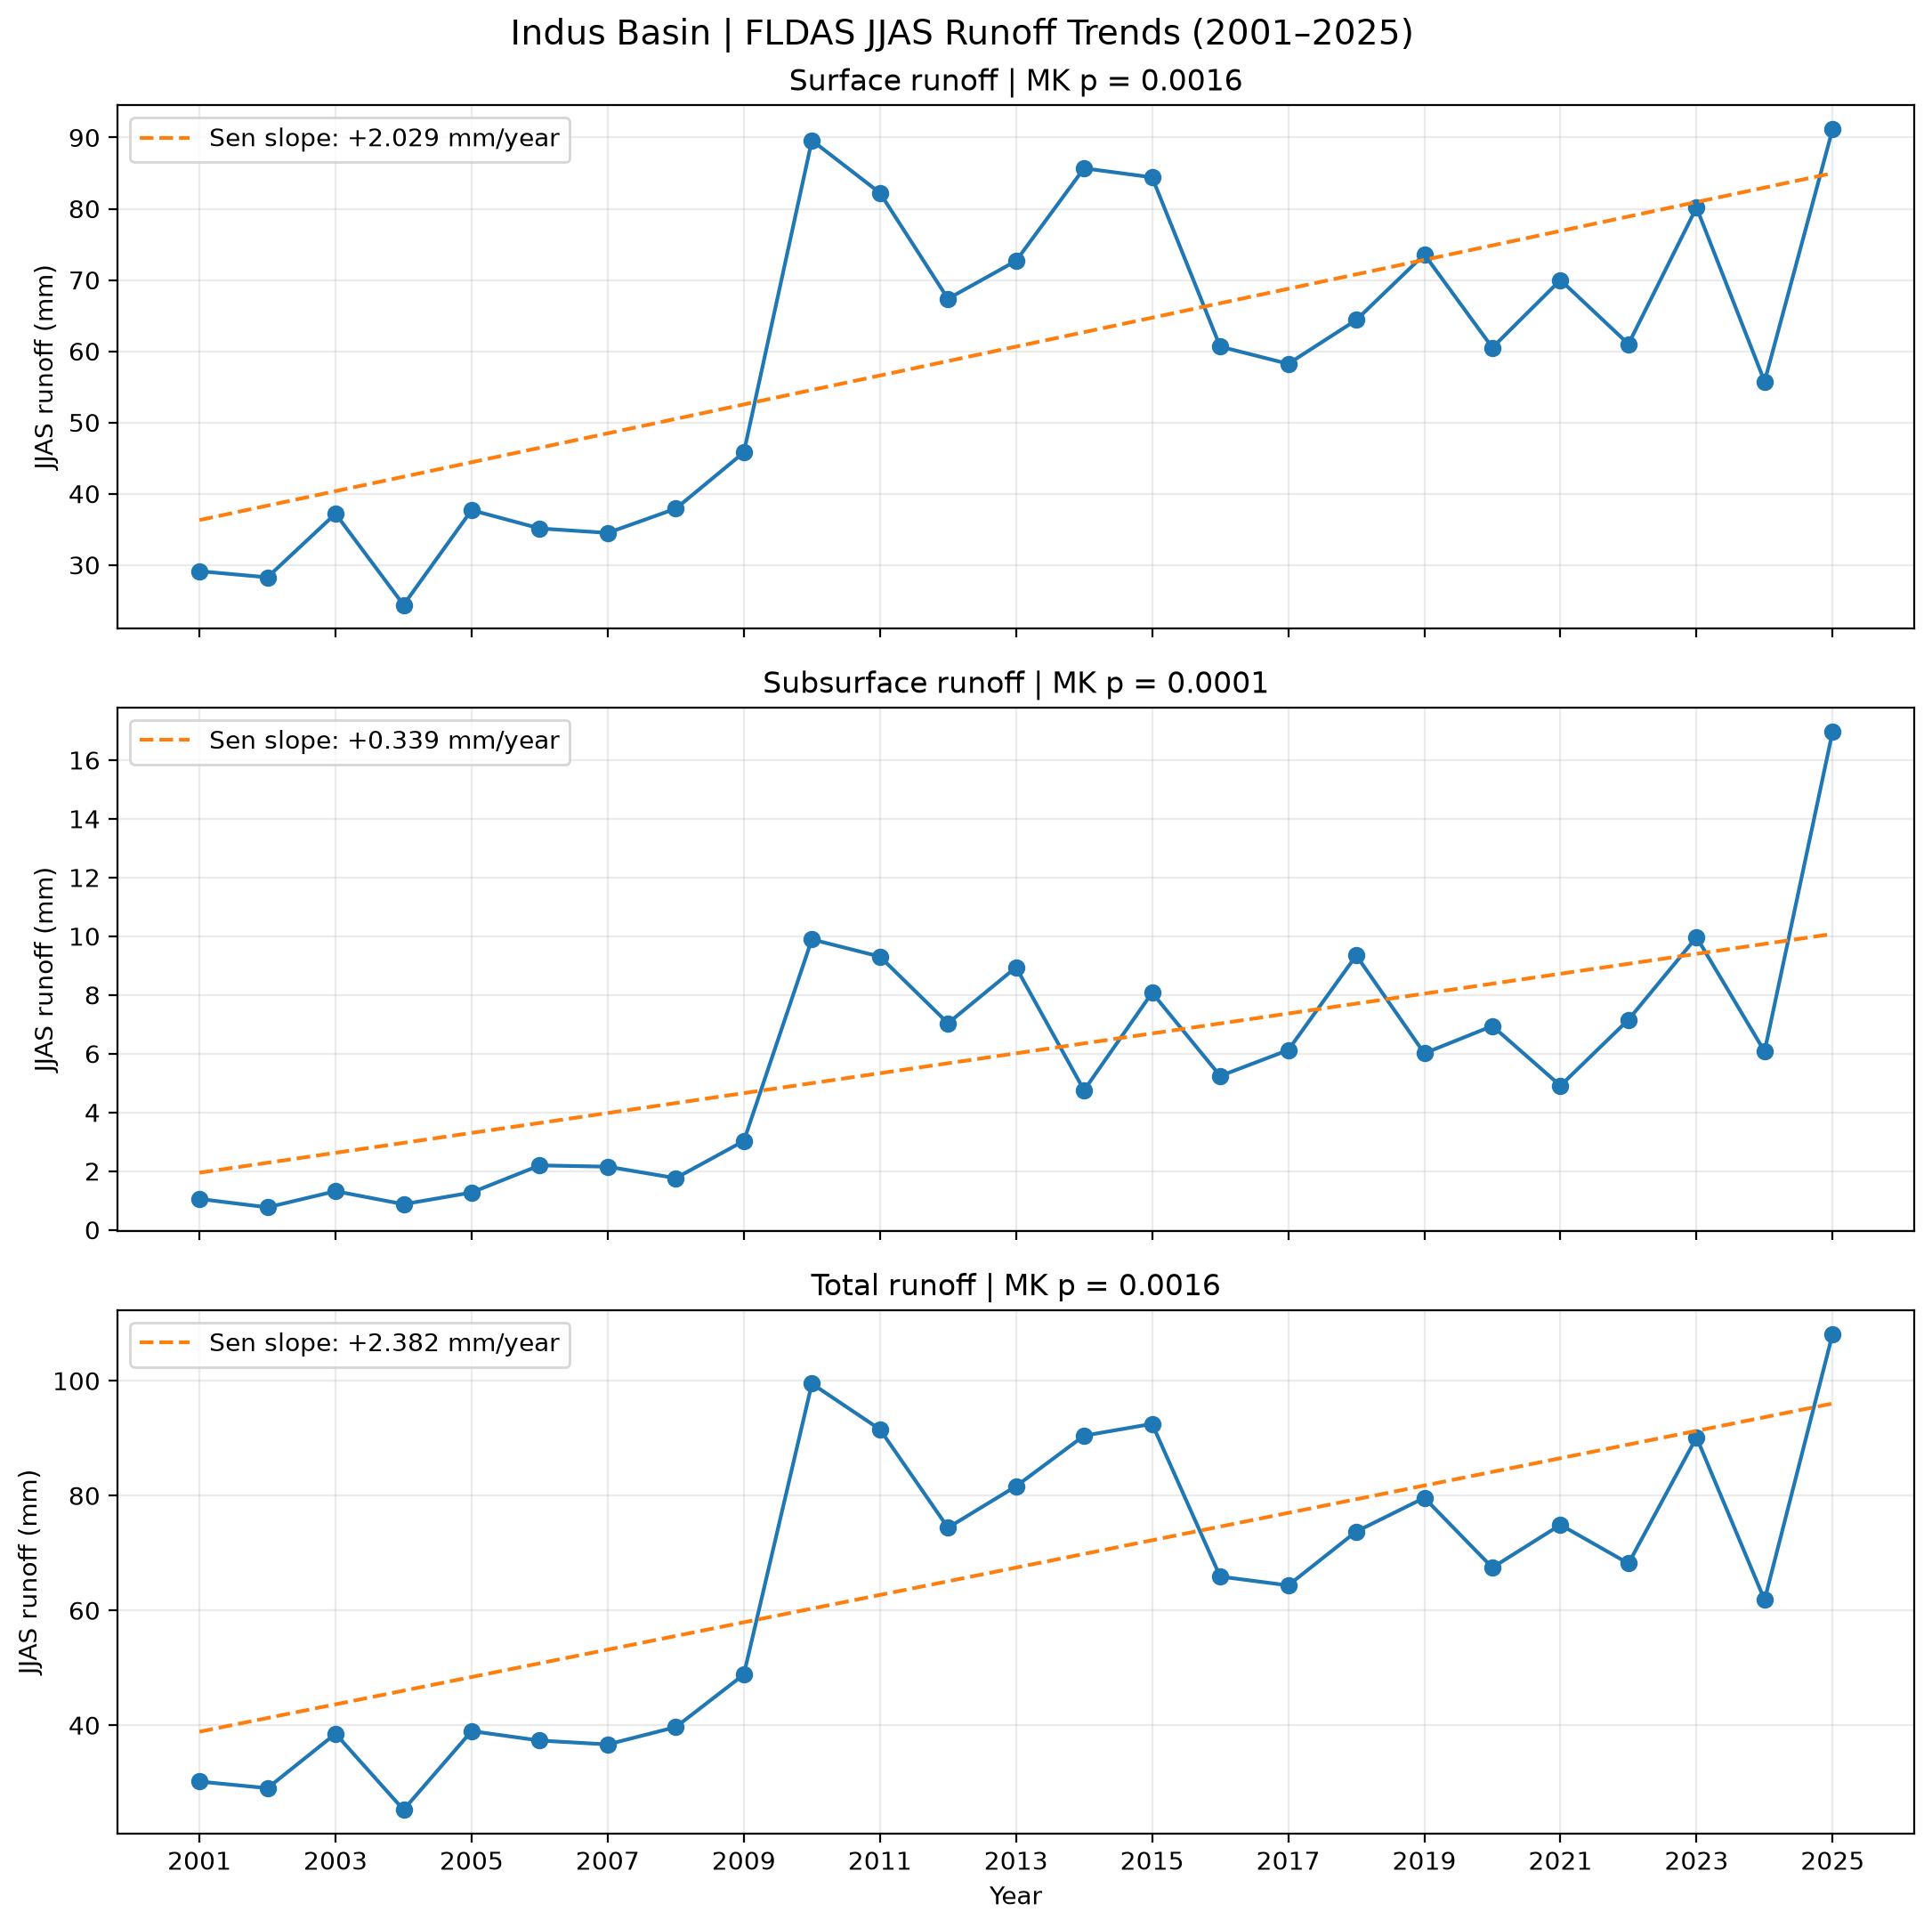 Indus Basin | FLDAS JJAS Runoff Trends (2001–2025)
Surface runoff | MK p = 0.0016
Sen slope: +2.029 mm/year
JJAS runoff (mm)
90
80
70
60
50
40
30
Subsurface runoff | MK p = 0.0001
Sen slope: +0.339 mm/year
JJAS runoff (mm)
16
14
12
10
8
6
4
2
0
Total runoff | MK p = 0.0016
Sen slope: +2.382 mm/year
JJAS runoff (mm)
100
80
60
40
2001 2003 2005 2007 2009 2011 2013 2015 2017 2019 2021 2023 2025
Year